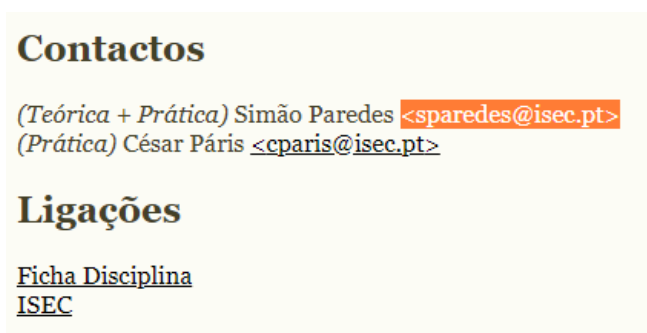 Contactos
(Teórica + Prática) Simão Paredes <sparedes@isec.pt>
(Prática) César Páris <cparis@isec.pt>
Ligações
Ficha Disciplina
ISEC